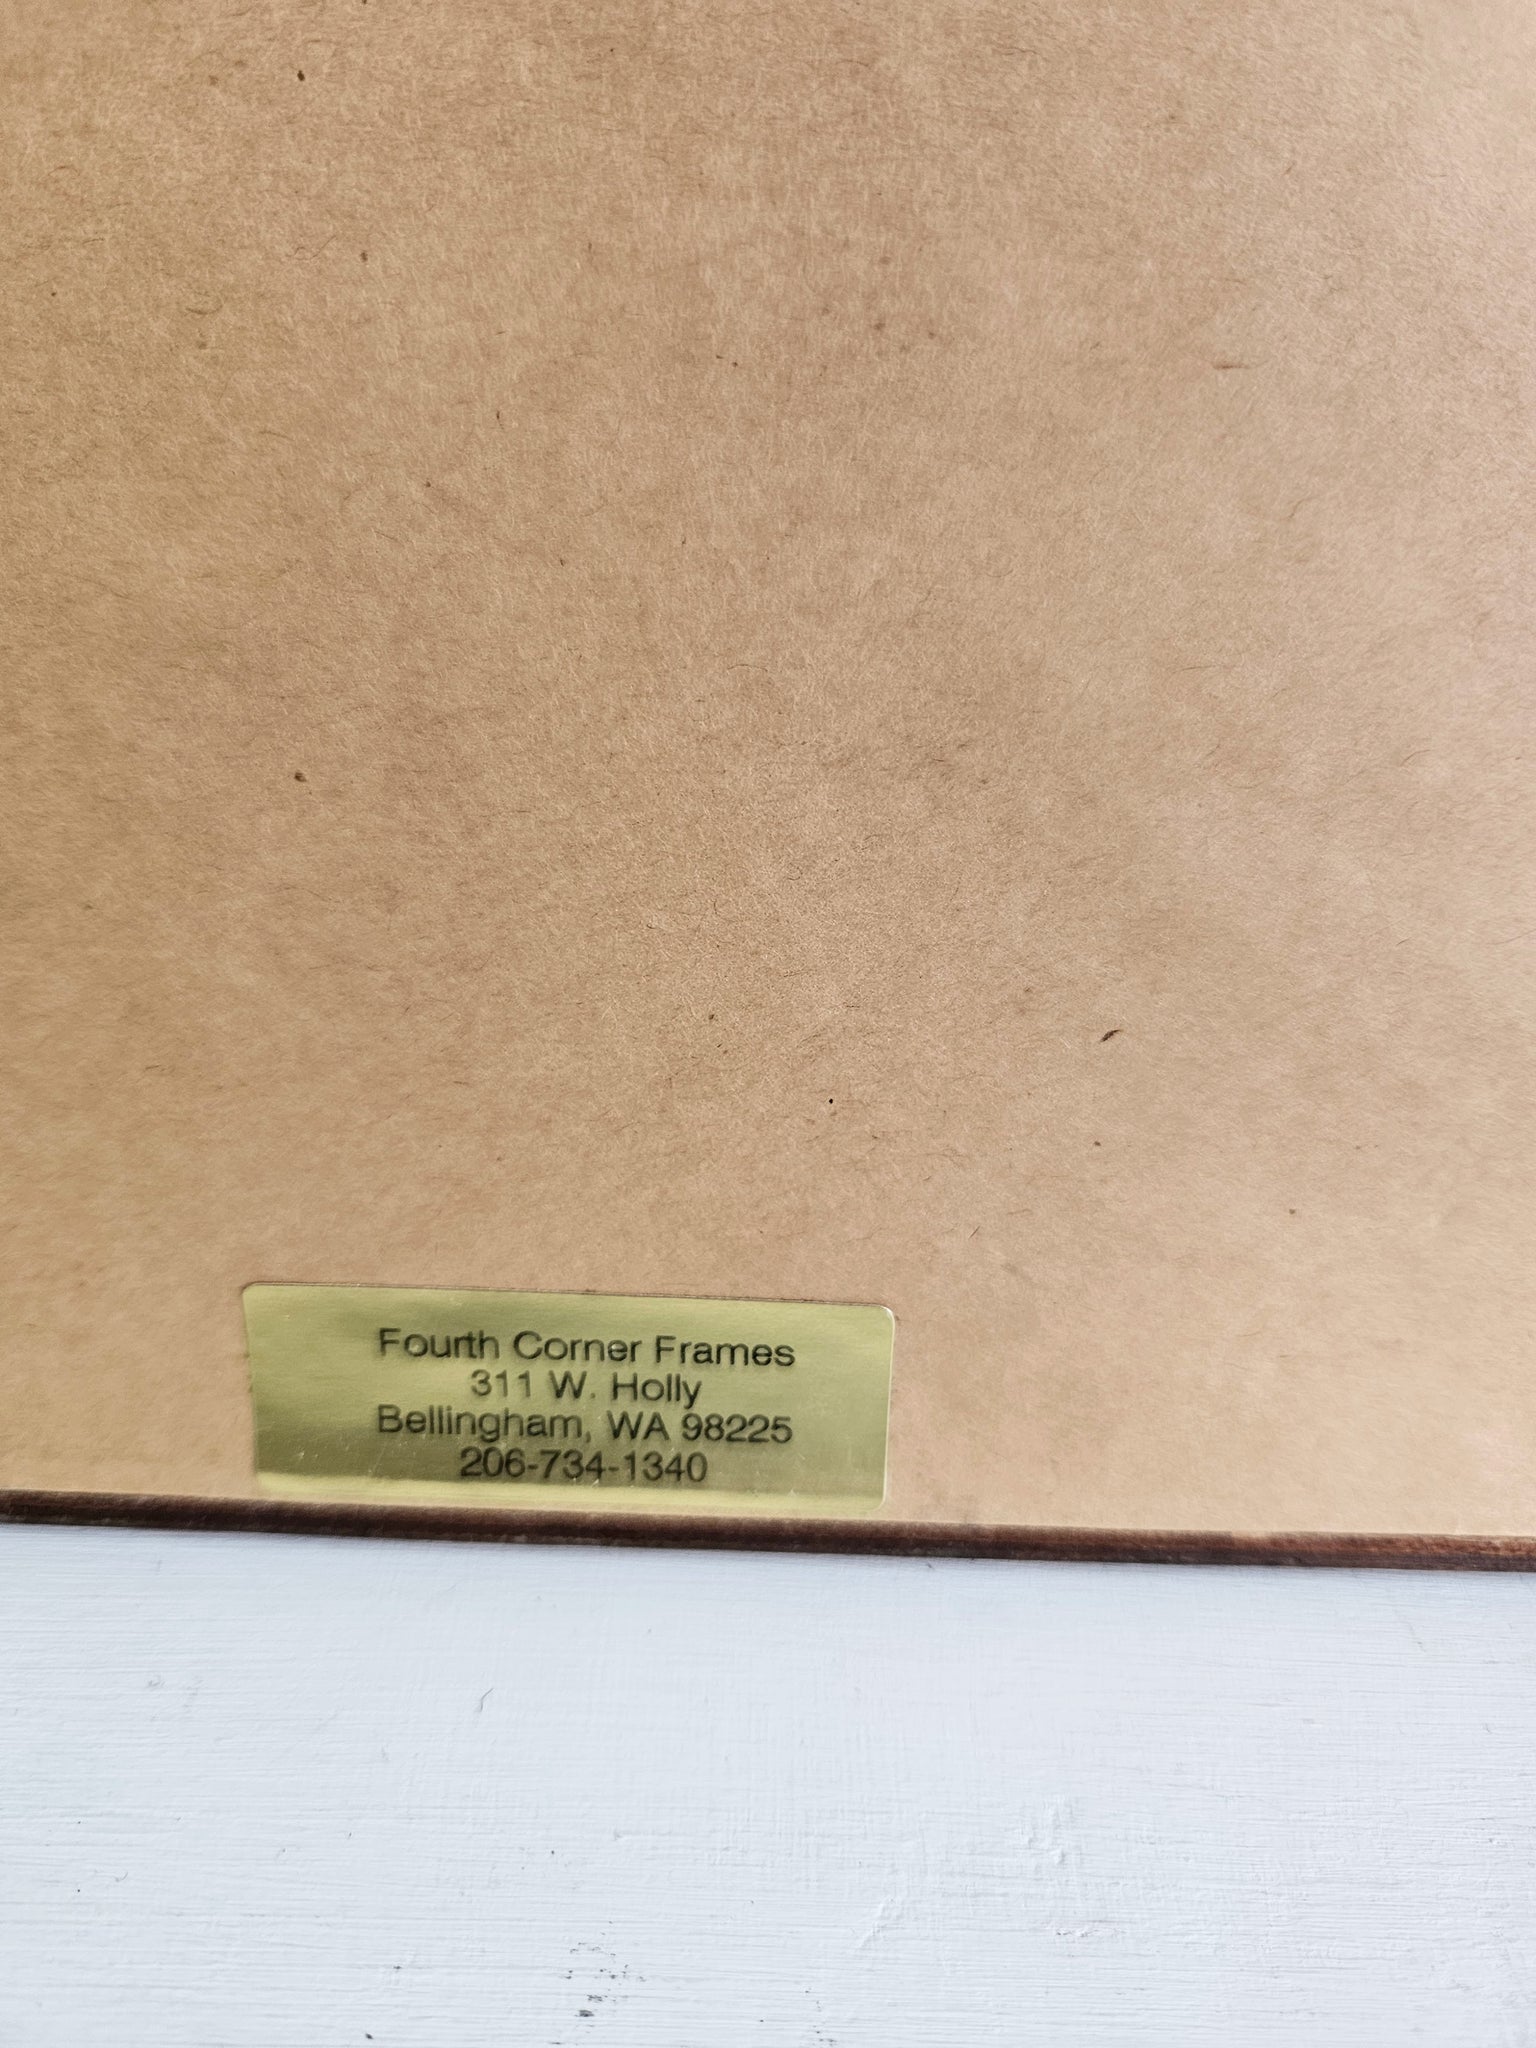 Fourth Corner Frames
311 W. Holly
Bellingham, WA 98225
206-734-1340